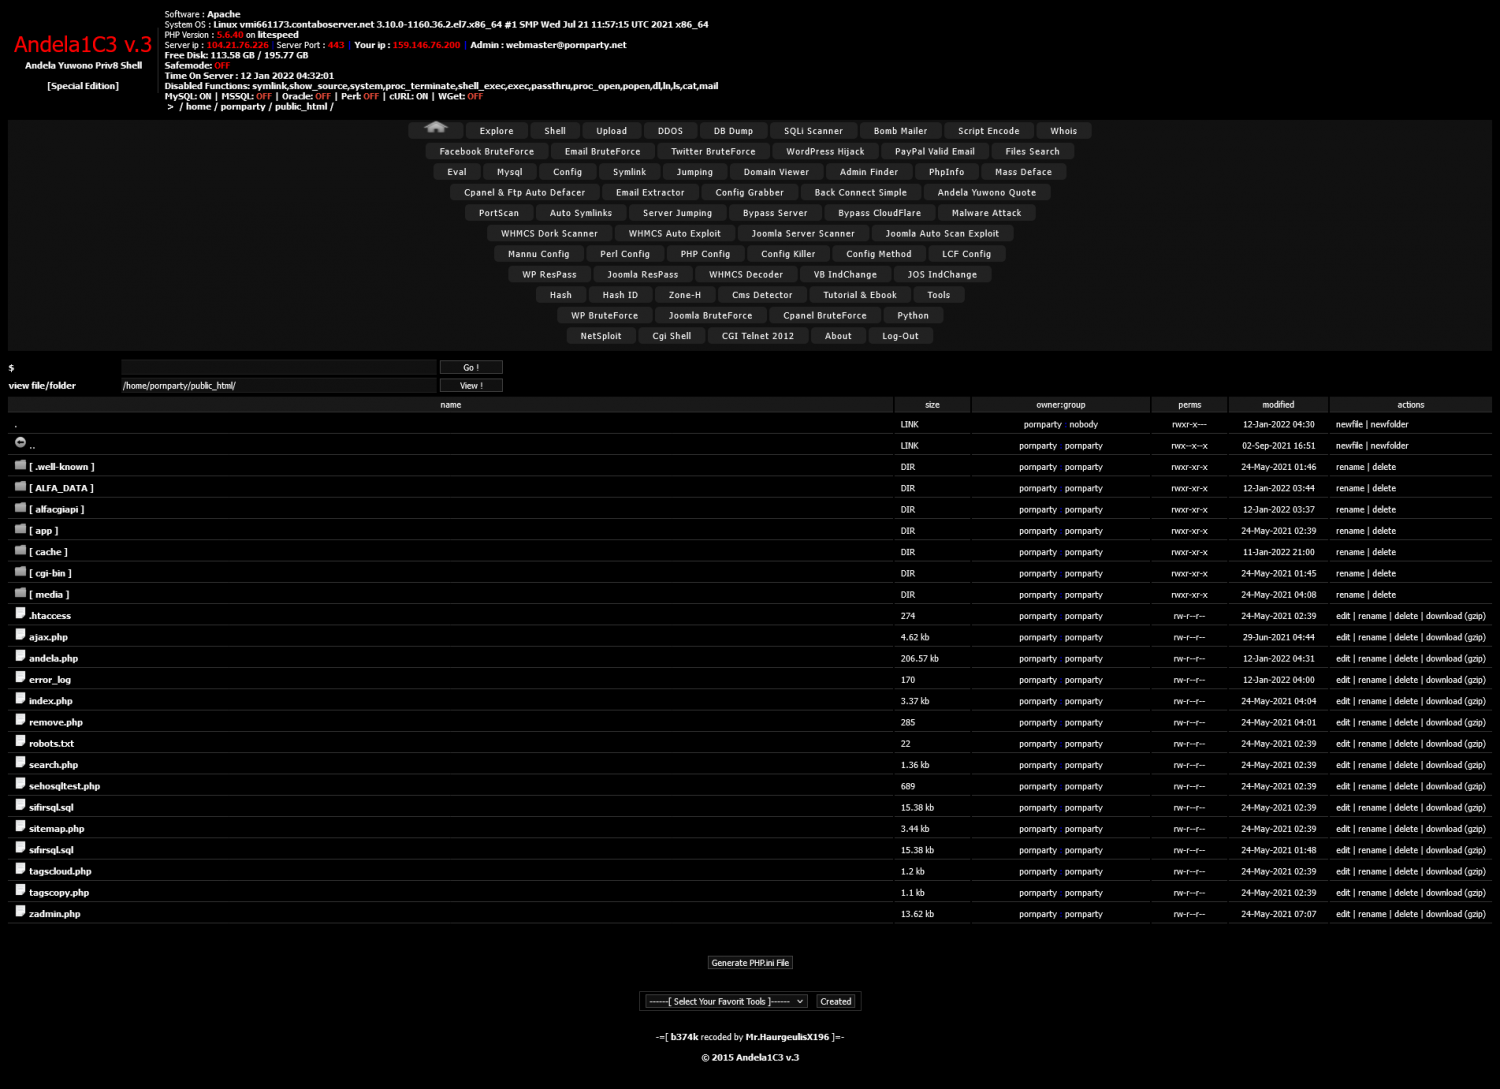 Andela1C3 v.3
Andela Yuwono Priv8 Shell
[Special Edition]
Software : Apache
System OS : Linux vmi661173.contaboserver.net 3.10.0-1160.36.2.el7.x86_64 #1 SMP Wed Jul 21 11:57:15 UTC 2021 x86_64
PHP Version : 5.6.40 on litespeed
Server ip : 104.21.76.226 | Server Port : 443 | Your ip : 159.146.76.200 | Admin : webmaster@pornparty.net
Free Disk: 113.58 GB / 195.77 GB
Safemode: OFF
Time On Server : 12 Jan 2022 04:32:01
Disabled Functions: symlink,show_source,system,proc_terminate,shell_exec,exec,passthru,proc_open,popen,dl,ln,ls,cat,mail
MySQL: ON | MSSQL: OFF | Oracle: OFF | Perl: OFF | cURL: ON | WGet: OFF
> / home / pornparty / public_html /
Explore Shell Upload DDOS DB Dump SQLi Scanner Bomb Mailer Script Encode Whois
Facebook BruteForce Email BruteForce Twitter BruteForce WordPress Hijack PayPal Valid Email Files Search
Eval Mysql Config Symlink Jumping Domain Viewer Admin Finder PhpInfo Mass Deface
Cpanel & Ftp Auto Defacer Email Extractor Config Grabber Back Connect Simple Andela Yuwono Quote
PortScan Auto Symlinks Server Jumping Bypass Server Bypass CloudFlare Malware Attack
WHMCS Dork Scanner WHMCS Auto Exploit Joomla Server Scanner Joomla Auto Scan Exploit
Mannu Config Perl Config PHP Config Config Killer Config Method LCF Config
WP ResPass Joomla ResPass WHMCS Decoder VB IndChange JOS IndChange
Hash Hash ID Zone-H Cms Detector Tutorial & Ebook Tools
WP BruteForce Joomla BruteForce Cpanel BruteForce Python
NetSploit Cgi Shell CGI Telnet 2012 About Log-Out
$ Go !
view file/folder /home/pornparty/public_html/ View !
name size owner:group perms modified actions
. LINK pornparty : nobody rwxr-x--- 12-Jan-2022 04:30 newfile | newfolder
.. LINK pornparty : pornparty rwx--x--x 02-Sep-2021 16:51 newfile | newfolder
[ .well-known ] DIR pornparty : pornparty rwxr-xr-x 24-May-2021 01:46 rename | delete
[ ALFA_DATA ] DIR pornparty : pornparty rwxr-xr-x 12-Jan-2022 03:44 rename | delete
[ alfacgiapi ] DIR pornparty : pornparty rwxr-xr-x 12-Jan-2022 03:37 rename | delete
[ app ] DIR pornparty : pornparty rwxr-xr-x 24-May-2021 02:39 rename | delete
[ cache ] DIR pornparty : pornparty rwxr-xr-x 11-Jan-2022 21:00 rename | delete
[ cgi-bin ] DIR pornparty : pornparty rwxr-xr-x 24-May-2021 01:45 rename | delete
[ media ] DIR pornparty : pornparty rwxr-xr-x 24-May-2021 04:08 rename | delete
.htaccess 274 pornparty : pornparty rw-r--r-- 24-May-2021 02:39 edit | rename | delete | download (gzip)
ajax.php 4.62 kb pornparty : pornparty rw-r--r-- 29-Jun-2021 04:44 edit | rename | delete | download (gzip)
andela.php 206.57 kb pornparty : pornparty rw-r--r-- 12-Jan-2022 04:31 edit | rename | delete | download (gzip)
error_log 170 pornparty : pornparty rw-r--r-- 12-Jan-2022 04:00 edit | rename | delete | download (gzip)
index.php 3.37 kb pornparty : pornparty rw-r--r-- 24-May-2021 04:04 edit | rename | delete | download (gzip)
remove.php 285 pornparty : pornparty rw-r--r-- 24-May-2021 04:01 edit | rename | delete | download (gzip)
robots.txt 22 pornparty : pornparty rw-r--r-- 24-May-2021 02:39 edit | rename | delete | download (gzip)
search.php 1.36 kb pornparty : pornparty rw-r--r-- 24-May-2021 02:39 edit | rename | delete | download (gzip)
sehosqltest.php 689 pornparty : pornparty rw-r--r-- 24-May-2021 02:39 edit | rename | delete | download (gzip)
sifirsql.sql 15.38 kb pornparty : pornparty rw-r--r-- 24-May-2021 02:39 edit | rename | delete | download (gzip)
sitemap.php 3.44 kb pornparty : pornparty rw-r--r-- 24-May-2021 02:39 edit | rename | delete | download (gzip)
sıfırsql.sql 15.38 kb pornparty : pornparty rw-r--r-- 24-May-2021 01:48 edit | rename | delete | download (gzip)
tagscloud.php 1.2 kb pornparty : pornparty rw-r--r-- 24-May-2021 02:39 edit | rename | delete | download (gzip)
tagscopy.php 1.1 kb pornparty : pornparty rw-r--r-- 24-May-2021 02:39 edit | rename | delete | download (gzip)
zadmin.php 13.62 kb pornparty : pornparty rw-r--r-- 24-May-2021 07:07 edit | rename | delete | download (gzip)
Generate PHP.ini File
------[ Select Your Favorit Tools ]------ Created
-=[ b374k recoded by Mr.HaurgeulisX196 ]=-
© 2015 Andela1C3 v.3